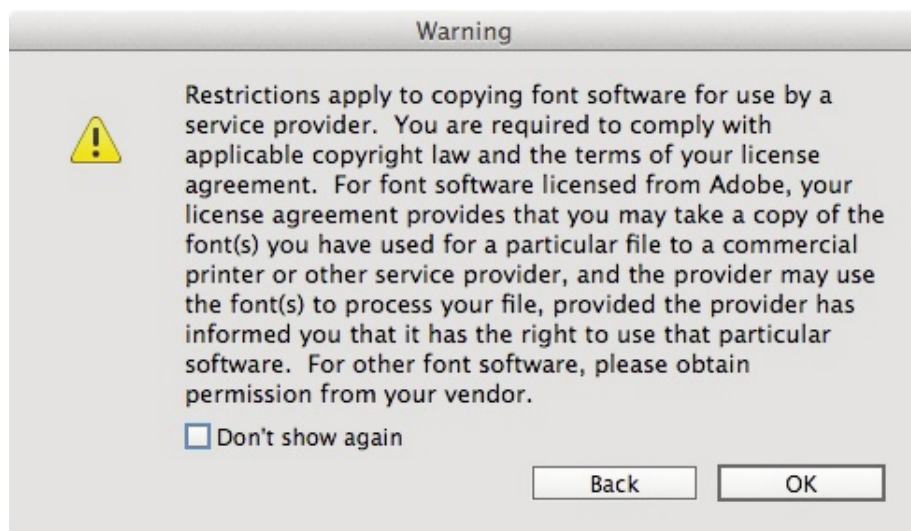 Warning
Restrictions apply to copying font software for use by a
service provider.  You are required to comply with
applicable copyright law and the terms of your license
agreement.  For font software licensed from Adobe, your
license agreement provides that you may take a copy of the
font(s) you have used for a particular file to a commercial
printer or other service provider, and the provider may use
the font(s) to process your file, provided the provider has
informed you that it has the right to use that particular
software.  For other font software, please obtain
permission from your vendor.
Don't show again
Back OK